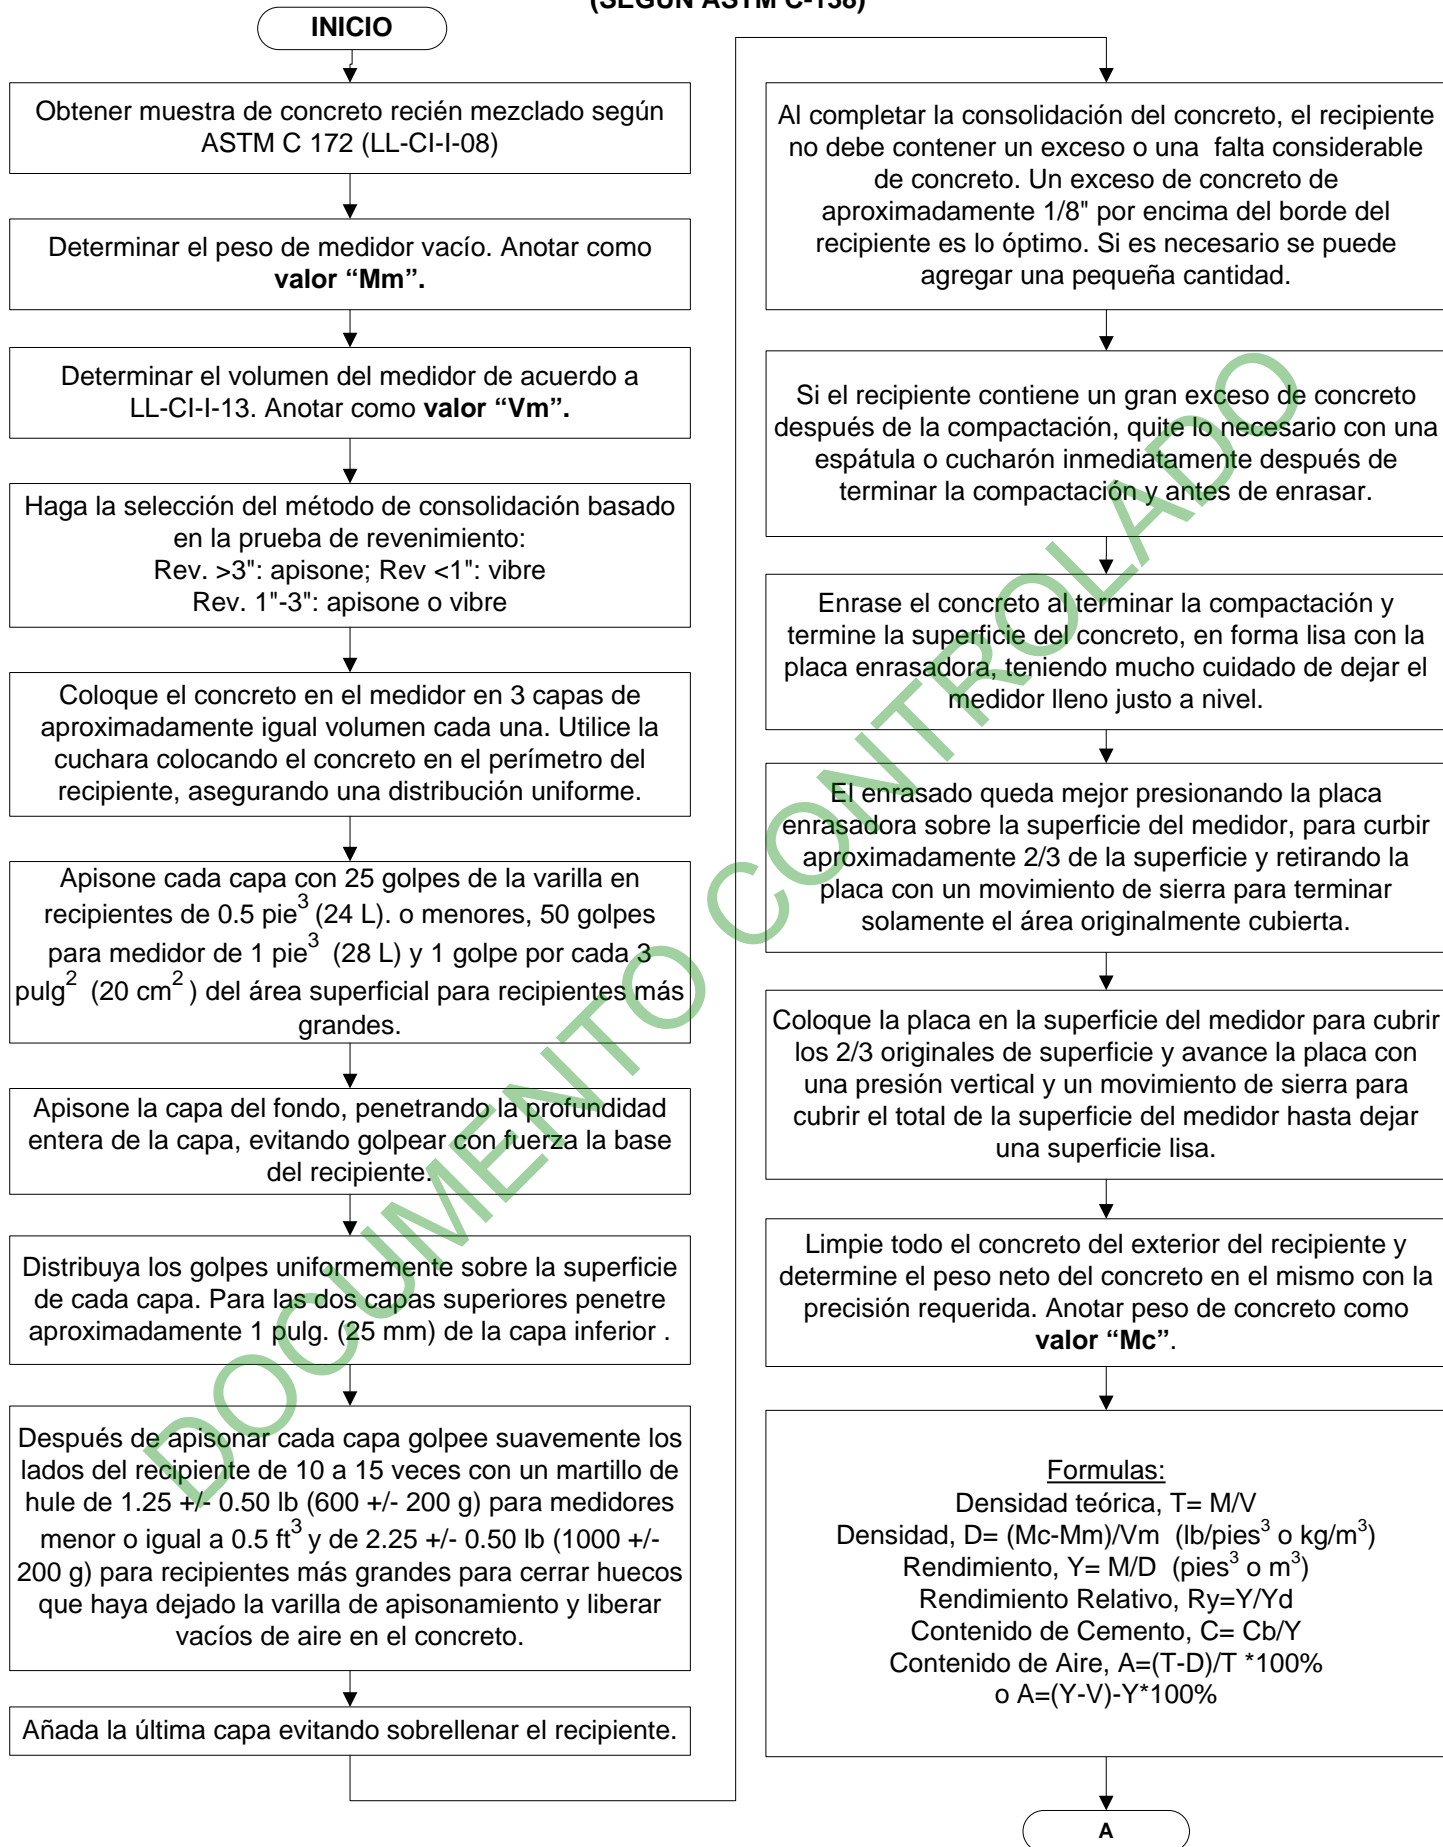 (SEGÚN ASTM C-138)
INICIO
Obtener muestra de concreto recién mezclado según
ASTM C 172 (LL-CI-I-08)
Determinar el peso de medidor vacío. Anotar como
valor “Mm”.
Determinar el volumen del medidor de acuerdo a
LL-CI-I-13. Anotar como valor “Vm”.
Haga la selección del método de consolidación basado
en la prueba de revenimiento:
Rev. >3": apisone; Rev <1": vibre
Rev. 1"-3": apisone o vibre
Coloque el concreto en el medidor en 3 capas de
aproximadamente igual volumen cada una. Utilice la
cuchara colocando el concreto en el perímetro del
recipiente, asegurando una distribución uniforme.
Apisone cada capa con 25 golpes de la varilla en
recipientes de 0.5 pie³ (24 L). o menores, 50 golpes
para medidor de 1 pie³ (28 L) y 1 golpe por cada 3
pulg² (20 cm²) del área superficial para recipientes más
grandes.
Apisone la capa del fondo, penetrando la profundidad
entera de la capa, evitando golpear con fuerza la base
del recipiente.
Distribuya los golpes uniformemente sobre la superficie
de cada capa. Para las dos capas superiores penetre
aproximadamente 1 pulg. (25 mm) de la capa inferior .
Después de apisonar cada capa golpee suavemente los
lados del recipiente de 10 a 15 veces con un martillo de
hule de 1.25 +/- 0.50 lb (600 +/- 200 g) para medidores
menor o igual a 0.5 ft³ y de 2.25 +/- 0.50 lb (1000 +/-
200 g) para recipientes más grandes para cerrar huecos
que haya dejado la varilla de apisonamiento y liberar
vacíos de aire en el concreto.
Añada la última capa evitando sobrellenar el recipiente.
Al completar la consolidación del concreto, el recipiente
no debe contener un exceso o una falta considerable
de concreto. Un exceso de concreto de
aproximadamente 1/8" por encima del borde del
recipiente es lo óptimo. Si es necesario se puede
agregar una pequeña cantidad.
Si el recipiente contiene un gran exceso de concreto
después de la compactación, quite lo necesario con una
espátula o cucharón inmediatamente después de
terminar la compactación y antes de enrasar.
Enrase el concreto al terminar la compactación y
termine la superficie del concreto, en forma lisa con la
placa enrasadora, teniendo mucho cuidado de dejar el
medidor lleno justo a nivel.
El enrasado queda mejor presionando la placa
enrasadora sobre la superficie del medidor, para curbir
aproximadamente 2/3 de la superficie y retirando la
placa con un movimiento de sierra para terminar
solamente el área originalmente cubierta.
Coloque la placa en la superficie del medidor para cubrir
los 2/3 originales de superficie y avance la placa con
una presión vertical y un movimiento de sierra para
cubrir el total de la superficie del medidor hasta dejar
una superficie lisa.
Limpie todo el concreto del exterior del recipiente y
determine el peso neto del concreto en el mismo con la
precisión requerida. Anotar peso de concreto como
valor “Mc”.
Formulas:
Densidad teórica, T= M/V
Densidad, D= (Mc-Mm)/Vm (lb/pies³ o kg/m³)
Rendimiento, Y= M/D (pies³ o m³)
Rendimiento Relativo, Ry=Y/Yd
Contenido de Cemento, C= Cb/Y
Contenido de Aire, A=(T-D)/T *100%
o A=(Y-V)-Y*100%
A
DOCUMENTO CONTROLADO